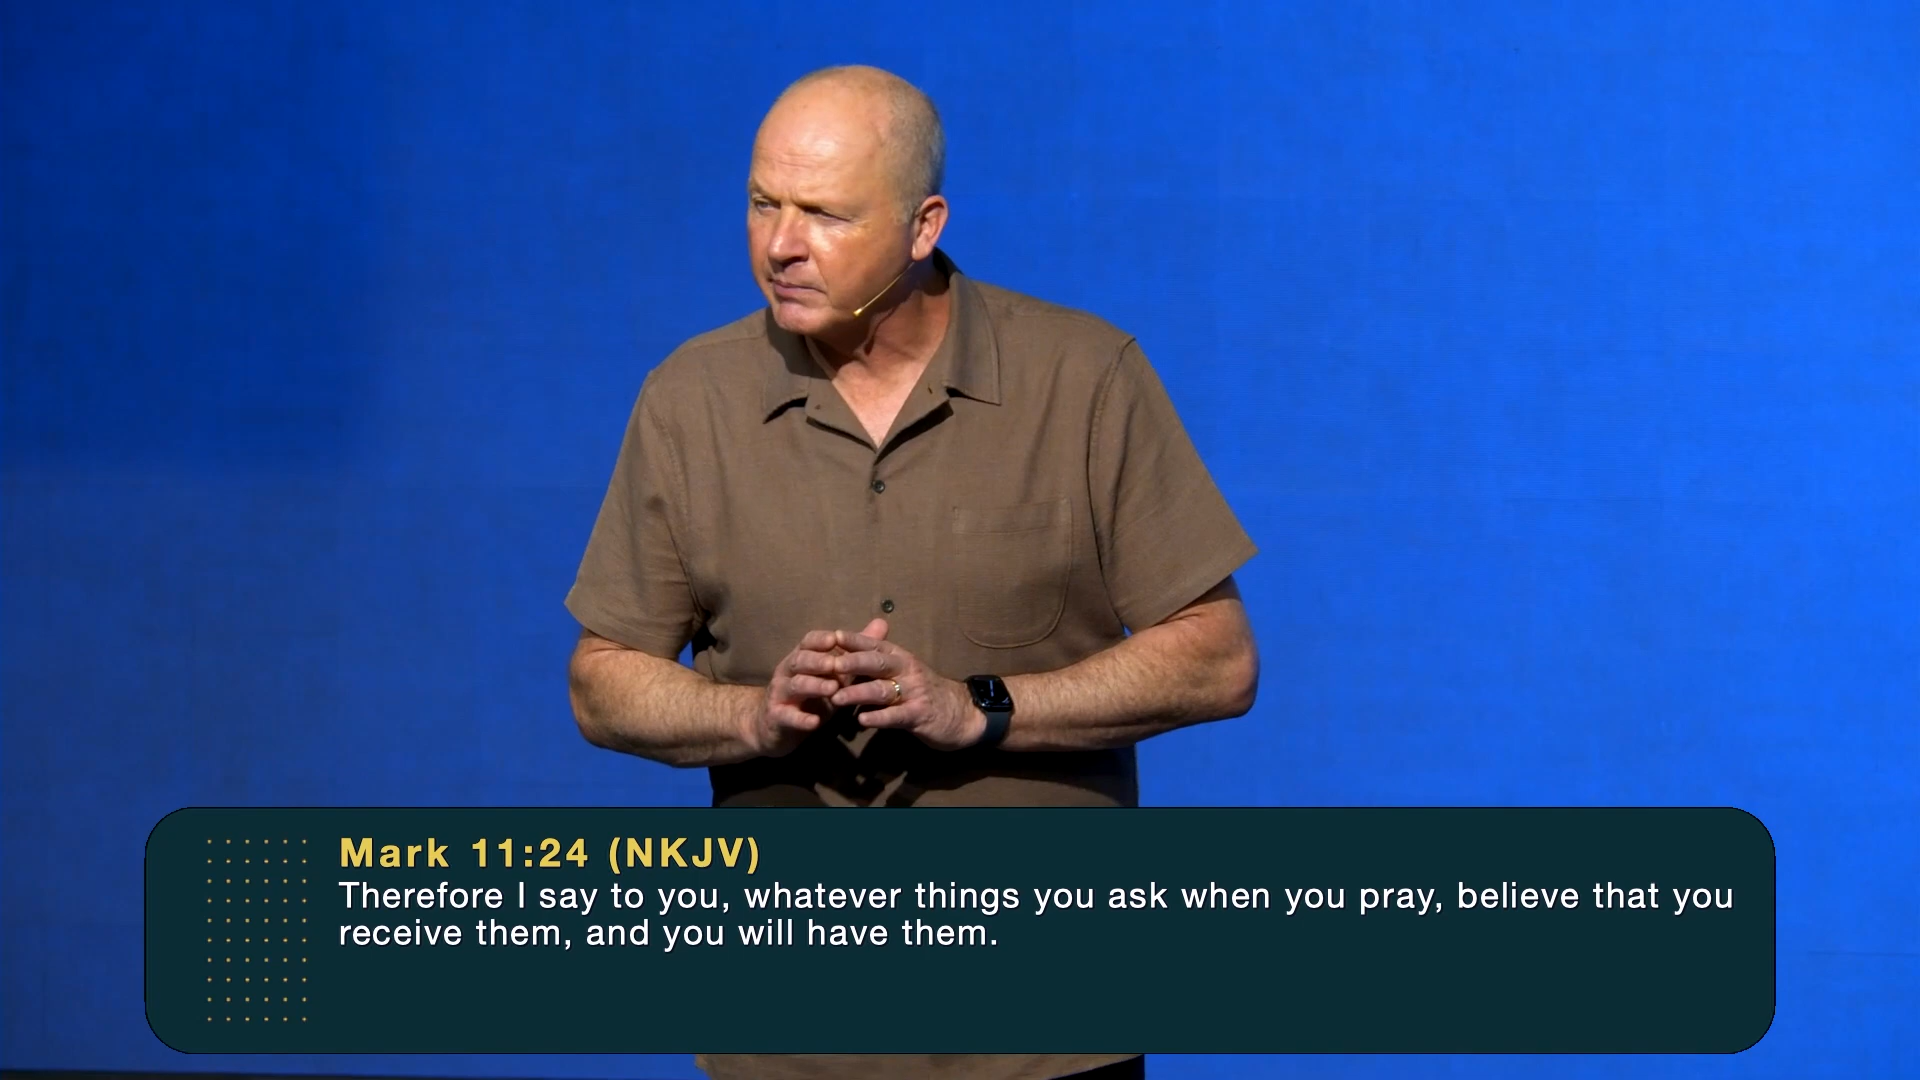 Mark 11:24 (NKJV)
Therefore I say to you, whatever things you ask when you pray, believe that you
receive them, and you will have them.